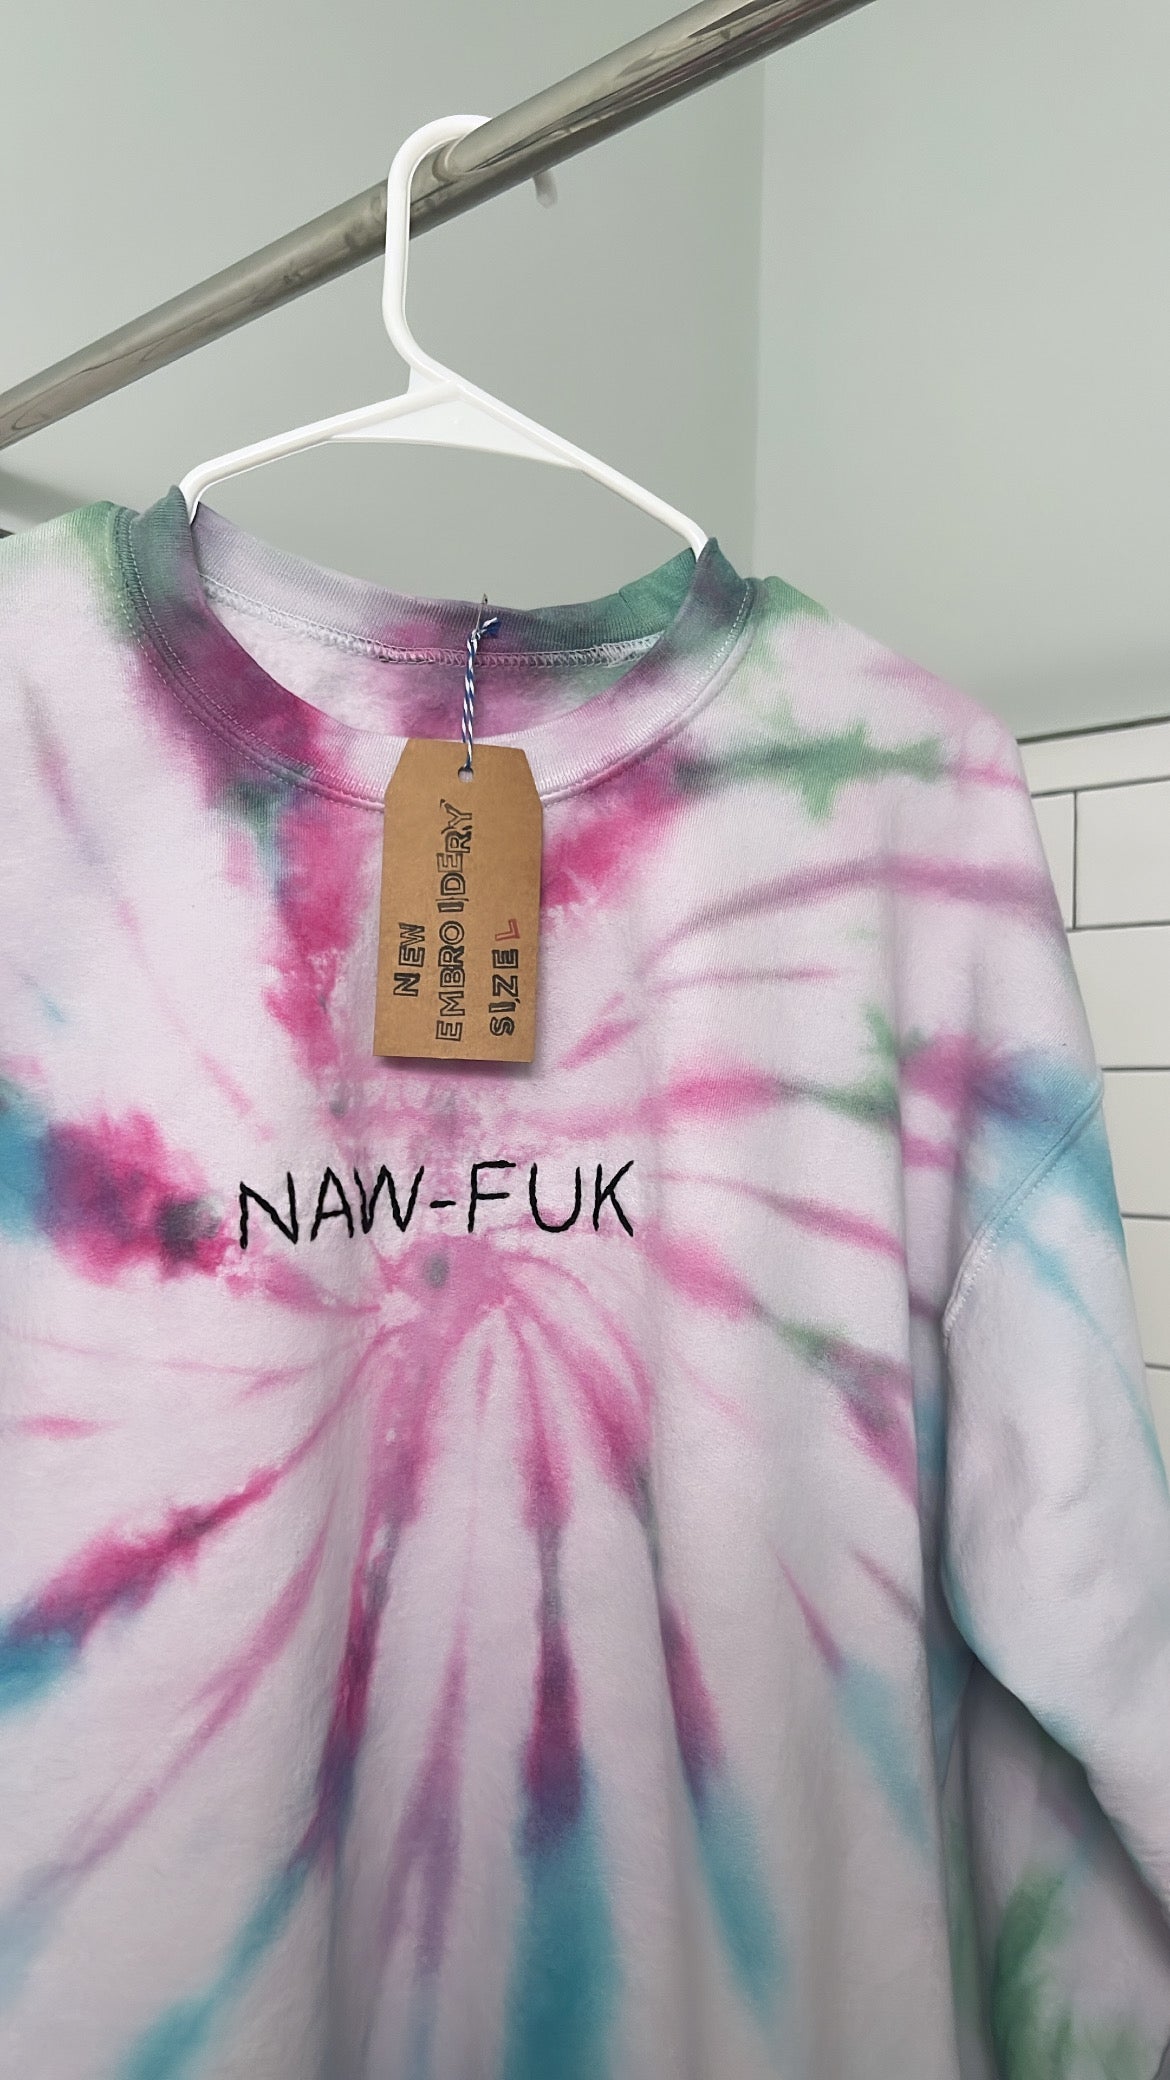 NEW
EMBROIDERY
SIZE L
NAW-FUK